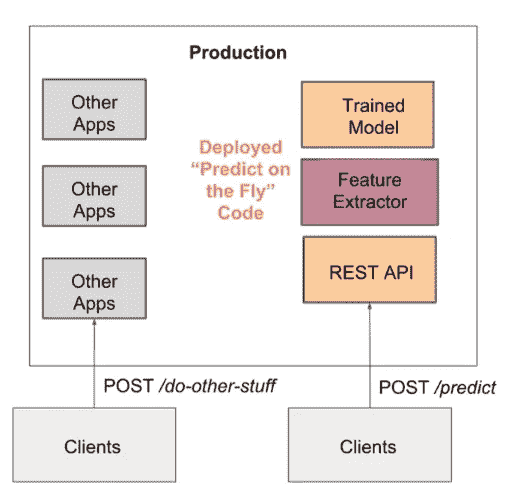 Production
Other
Apps
Other
Apps
Other
Apps
Deployed
“Predict on
the Fly”
Code
Trained
Model
Feature
Extractor
REST API
POST /do-other-stuff
POST /predict
Clients
Clients